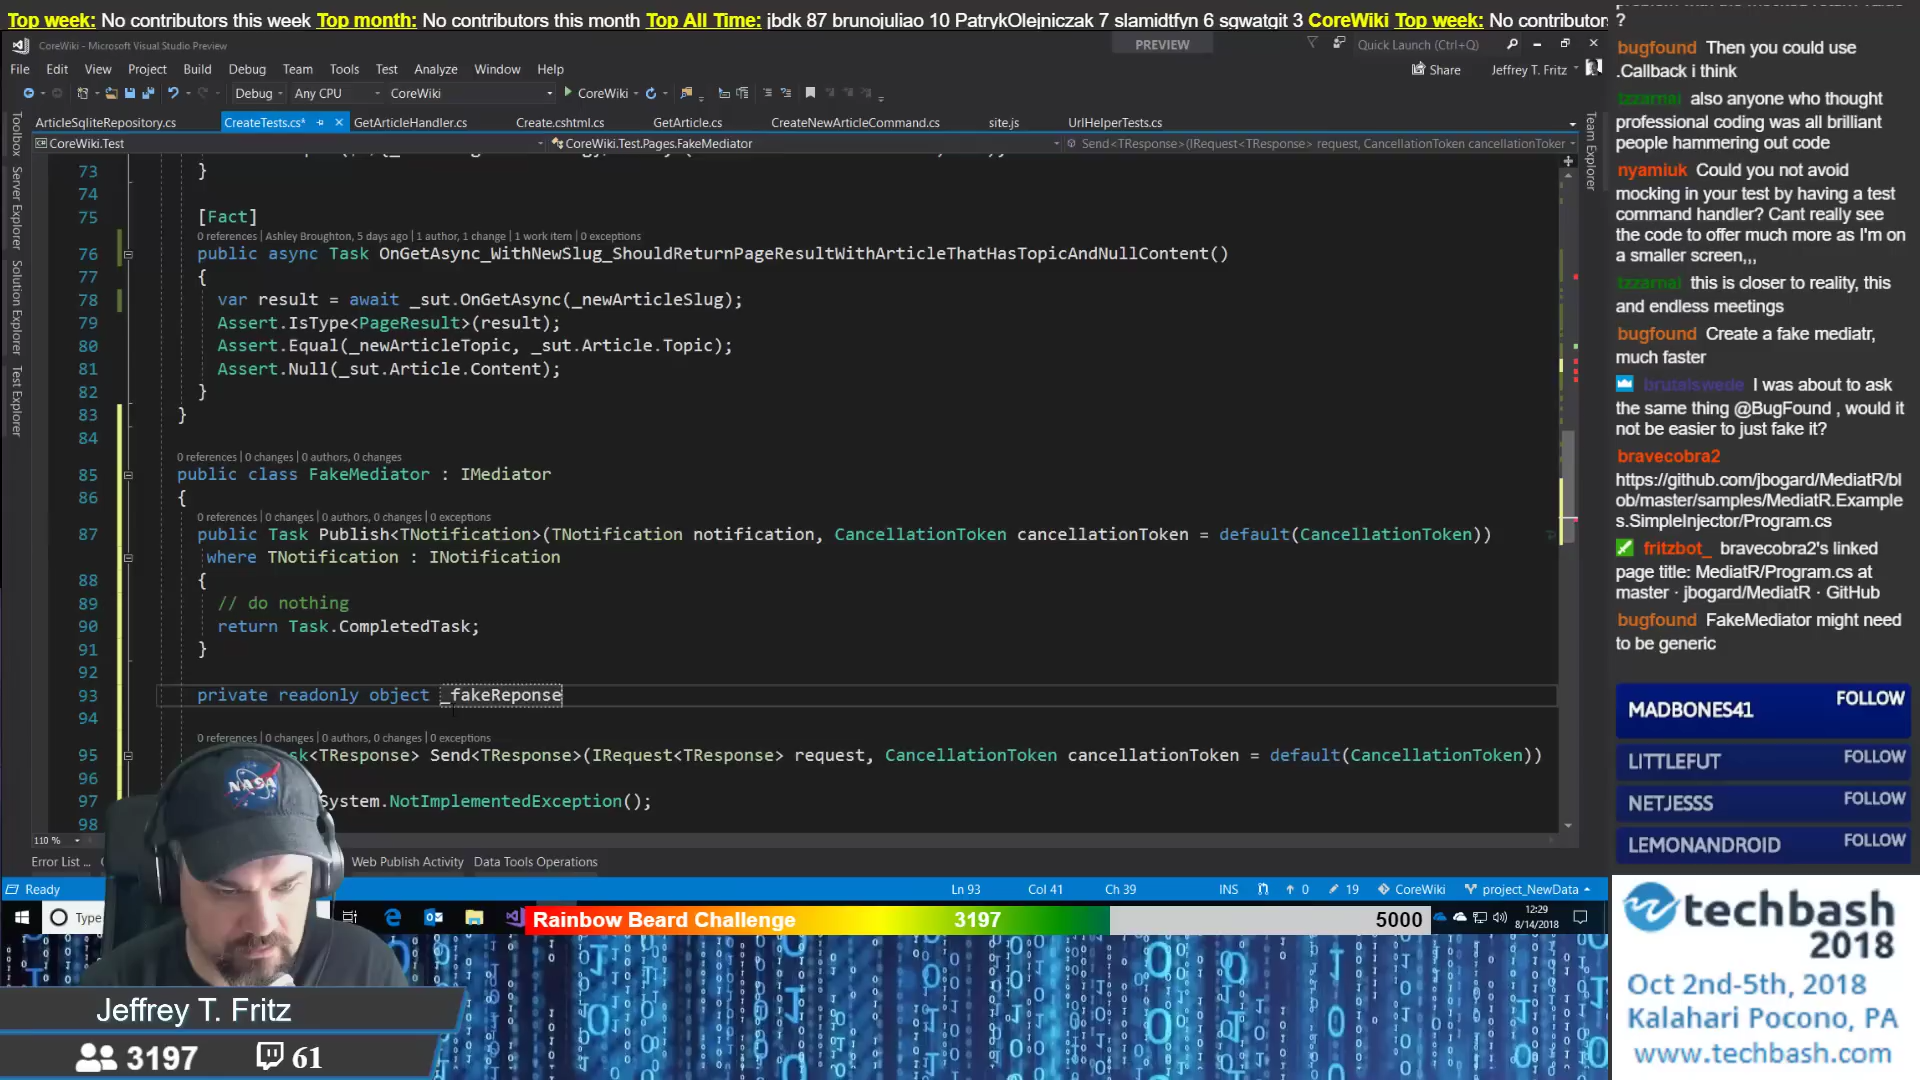 Top week: No contributors this week Top month: No contributors this month Top All Time: jbdk 87 brunojuliao 10 PatrykOlejniczak 7 slamidtfyn 6 sgwatgit 3 CoreWiki Top week: No contributors
CoreWiki - Microsoft Visual Studio Preview
PREVIEW
Quick Launch (Ctrl+Q)
File Edit View Project Build Debug Team Tools Test Analyze Window Help
Share
Jeffrey T. Fritz
Debug Any CPU CoreWiki CoreWiki
ArticleSqliteRepository.cs CreateTests.cs* GetArticleHandler.cs Create.cshtml.cs GetArticle.cs CreateNewArticleCommand.cs site.js UrlHelperTests.cs
CoreWiki.Test CoreWiki.Test.Pages.FakeMediator Send<TResponse>(IRequest<TResponse> request, CancellationToken cancellationToken
Toolbox
Server Explorer
Solution Explorer
Test Explorer
Team Explorer
73 }
74
75 [Fact]
0 references | Ashley Broughton, 5 days ago | 1 author, 1 change | 1 work item | 0 exceptions
76 public async Task OnGetAsync_WithNewSlug_ShouldReturnPageResultWithArticleThatHasTopicAndNullContent()
77 {
78 var result = await _sut.OnGetAsync(_newArticleSlug);
79 Assert.IsType<PageResult>(result);
80 Assert.Equal(_newArticleTopic, _sut.Article.Topic);
81 Assert.Null(_sut.Article.Content);
82 }
83 }
84
0 references | 0 changes | 0 authors, 0 changes
85 public class FakeMediator : IMediator
86 {
0 references | 0 changes | 0 authors, 0 changes | 0 exceptions
87 public Task Publish<TNotification>(TNotification notification, CancellationToken cancellationToken = default(CancellationToken))
where TNotification : INotification
88 {
89 // do nothing
90 return Task.CompletedTask;
91 }
92
93 private readonly object _fakeReponse
94
0 references | 0 changes | 0 authors, 0 changes | 0 exceptions
95 sk<TResponse> Send<TResponse>(IRequest<TResponse> request, CancellationToken cancellationToken = default(CancellationToken))
96
97 System.NotImplementedException();
98
110 %
Error List ... Web Publish Activity Data Tools Operations
Ready Ln 93 Col 41 Ch 39 INS 0 19 CoreWiki project_NewData
Type
Rainbow Beard Challenge 3197 5000
12:29
8/14/2018
Jeffrey T. Fritz
3197 61
?
bugfound Then you could use
.Callback i think
tzzarnai also anyone who thought
professional coding was all brilliant
people hammering out code
nyamiuk Could you not avoid
mocking in your test by having a test
command handler? Cant really see
the code to offer much more as I'm on
a smaller screen,,,
tzzarnai this is closer to reality, this
and endless meetings
bugfound Create a fake mediatr,
much faster
brutalswede I was about to ask
the same thing @BugFound , would it
not be easier to just fake it?
bravecobra2
https://github.com/jbogard/MediatR/bl
ob/master/samples/MediatR.Example
s.SimpleInjector/Program.cs
fritzbot_ bravecobra2's linked
page title: MediatR/Program.cs at
master · jbogard/MediatR · GitHub
bugfound FakeMediator might need
to be generic
MADBONES41 FOLLOW
LITTLEFUT FOLLOW
NETJESSS FOLLOW
LEMONANDROID FOLLOW
techbash
2018
Oct 2nd-5th, 2018
Kalahari Pocono, PA
www.techbash.com